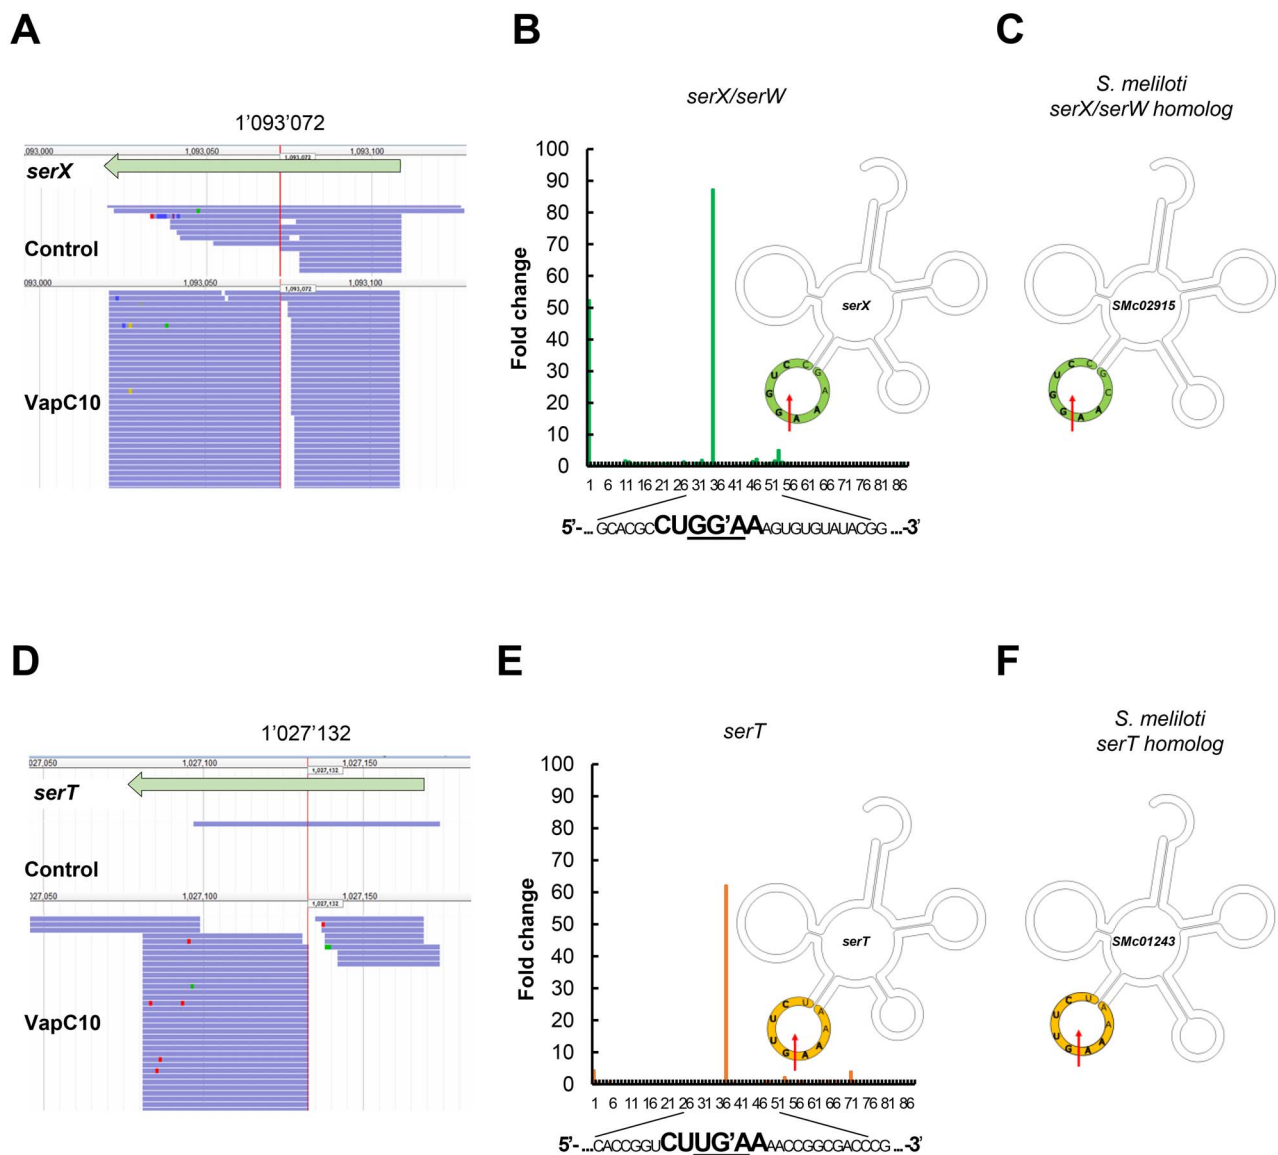 A
B
C
serX/serW
S. meliloti
serX/serW homolog
1'093'072
,093,000
1,093,050
1,093,100
1,093,072
serX
Control
093,000
1,093,050
1,093,100
1,093,072
VapC10
Fold change
100
90
80
70
60
50
40
30
20
10
0
1 6 11 16 21 26 31 36 41 46 51 56 61 66 71 76 81 86
serX
C C G A A A G G U
5'-... GCACGCCUGG'AAAGUGUGUAUACGG ...-3'
SMc02915
C C G C A A G G U
D
E
F
serT
S. meliloti
serT homolog
1'027'132
027,050
1,027,100
1,027,150
1,027,132
serT
Control
027,050
1,027,100
1,027,150
1,027,132
VapC10
Fold change
100
90
80
70
60
50
40
30
20
10
0
1 6 11 16 21 26 31 36 41 46 51 56 61 66 71 76 81 86
serT
C U A A A G U U
5'- ...CACCGGUCUUG'AAAACCGGCGACCCG ...-3'
SMc01243
C U A A A A G U U